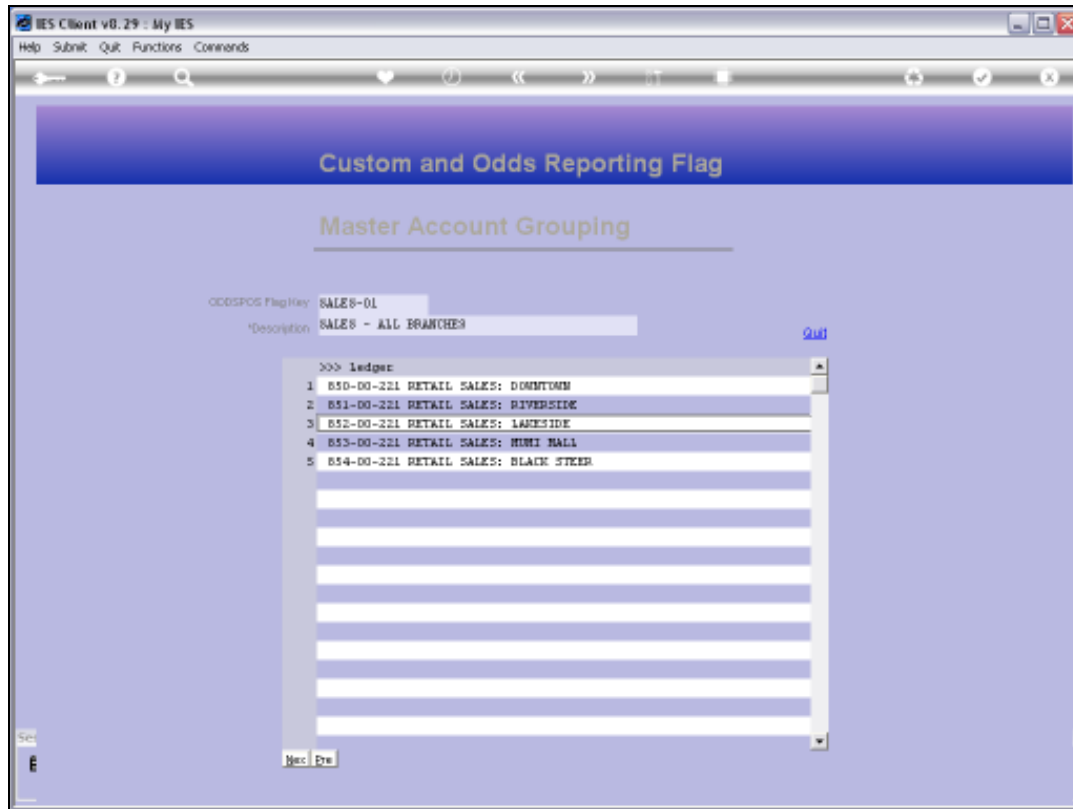 IES Client v8.29 : My IES
Help Submit Quit Functions Commands
Custom and Odds Reporting Flag
Master Account Grouping
ODDSPOS Flag Key SALES-01
*Description SALES - ALL BRANCHES
Quit
>>> ledger
1 850-00-221 RETAIL SALES: DOWNTOWN
2 851-00-221 RETAIL SALES: RIVERSIDE
3 852-00-221 RETAIL SALES: LAKESIDE
4 853-00-221 RETAIL SALES: MUMI MALL
5 854-00-221 RETAIL SALES: BLACK STEER
Nex Pre